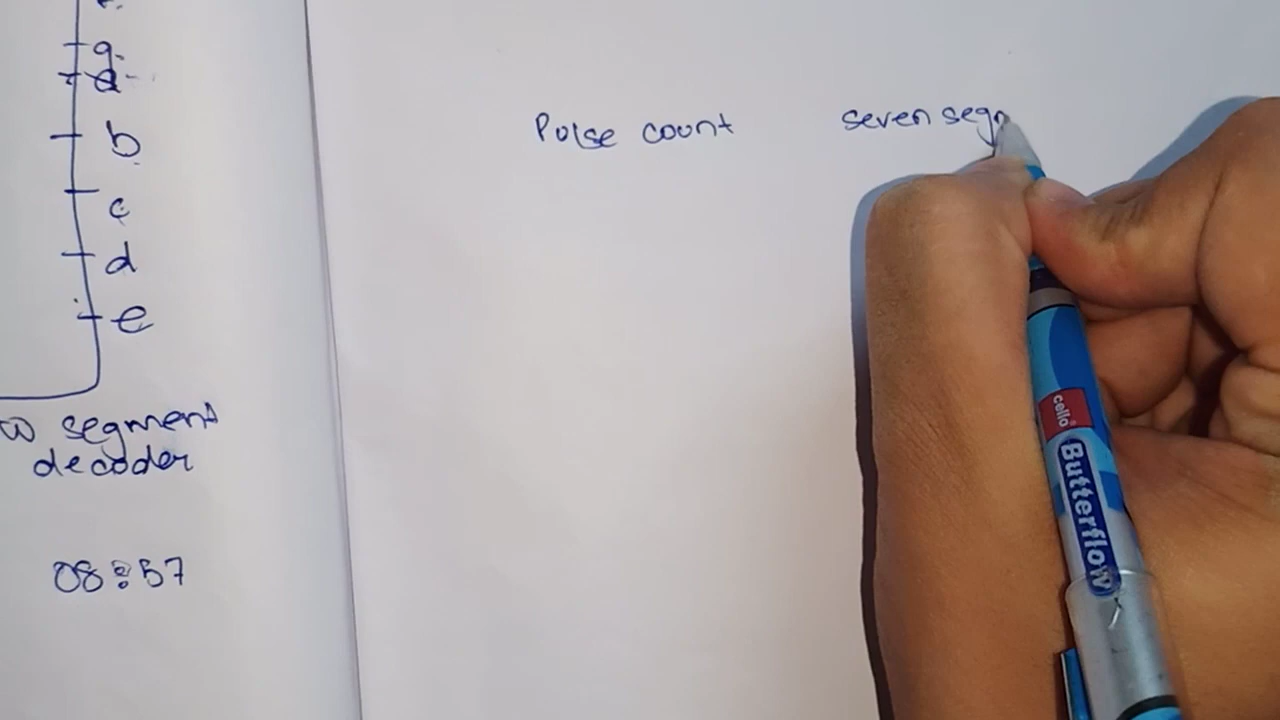 g
a
b
c
d
e
segment
decoder
08:57
Pulse count
seven seg
cello
Butterflow